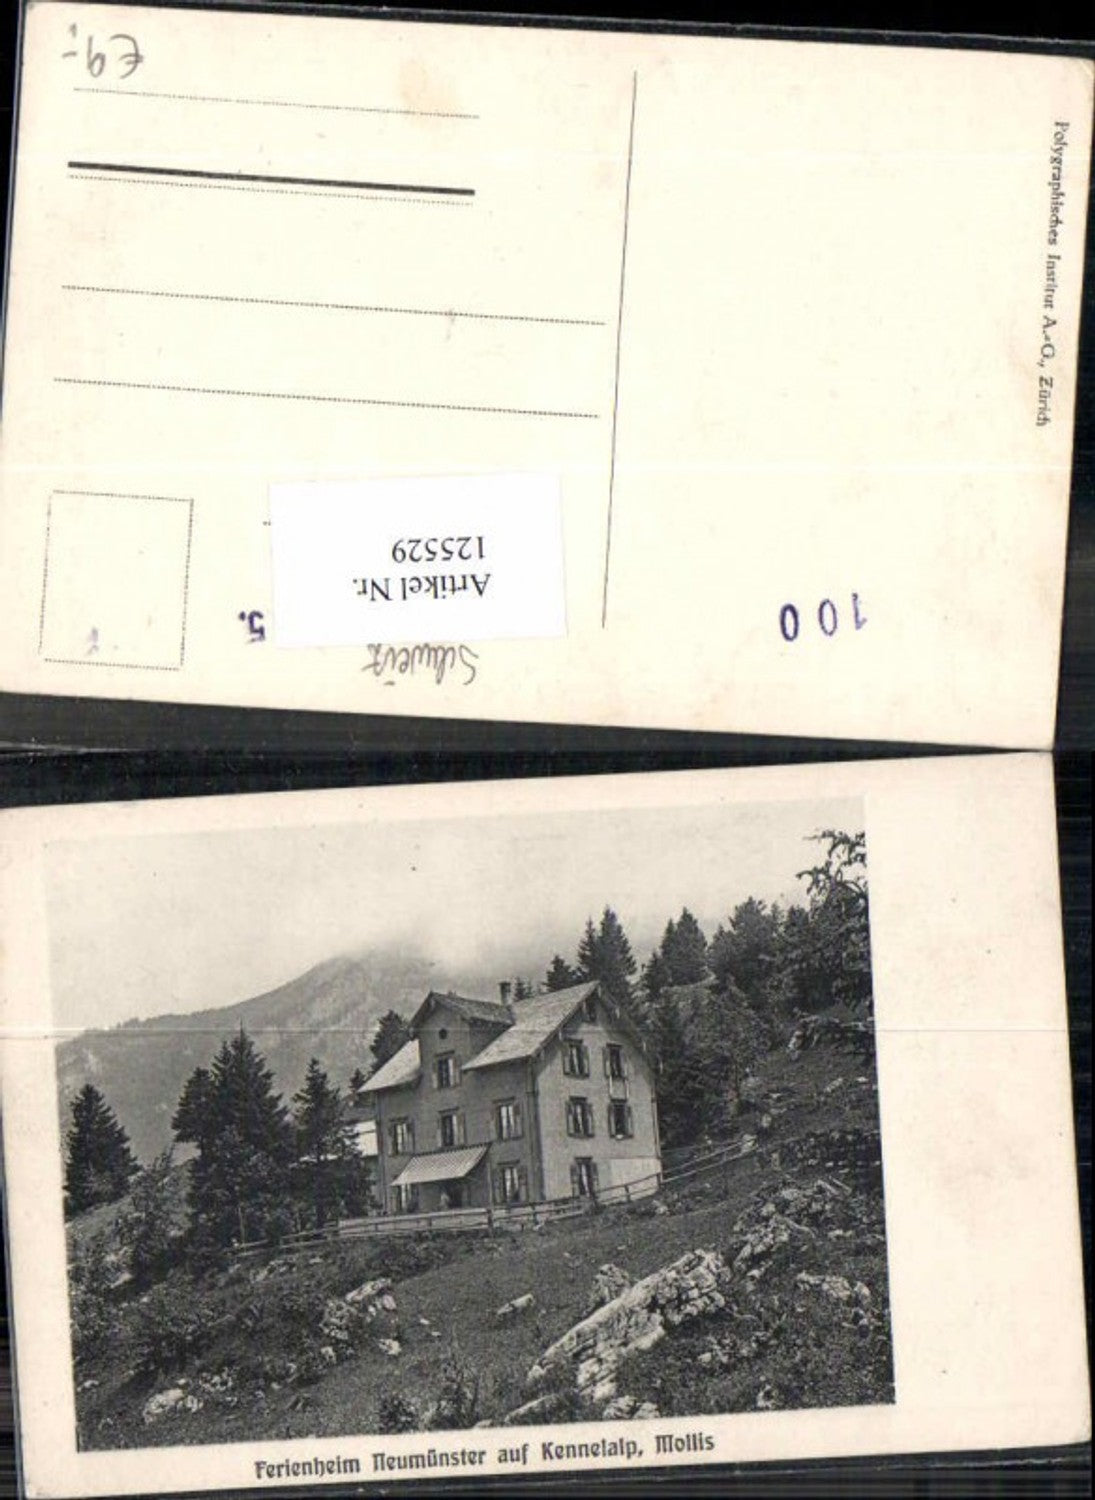 € 9,-
Polygraphisches Institut A.-G., Zürich
Artikel Nr.
125529
5.
100
Schweiz
Ferienheim Neumünster auf Kennelalp, Mollis